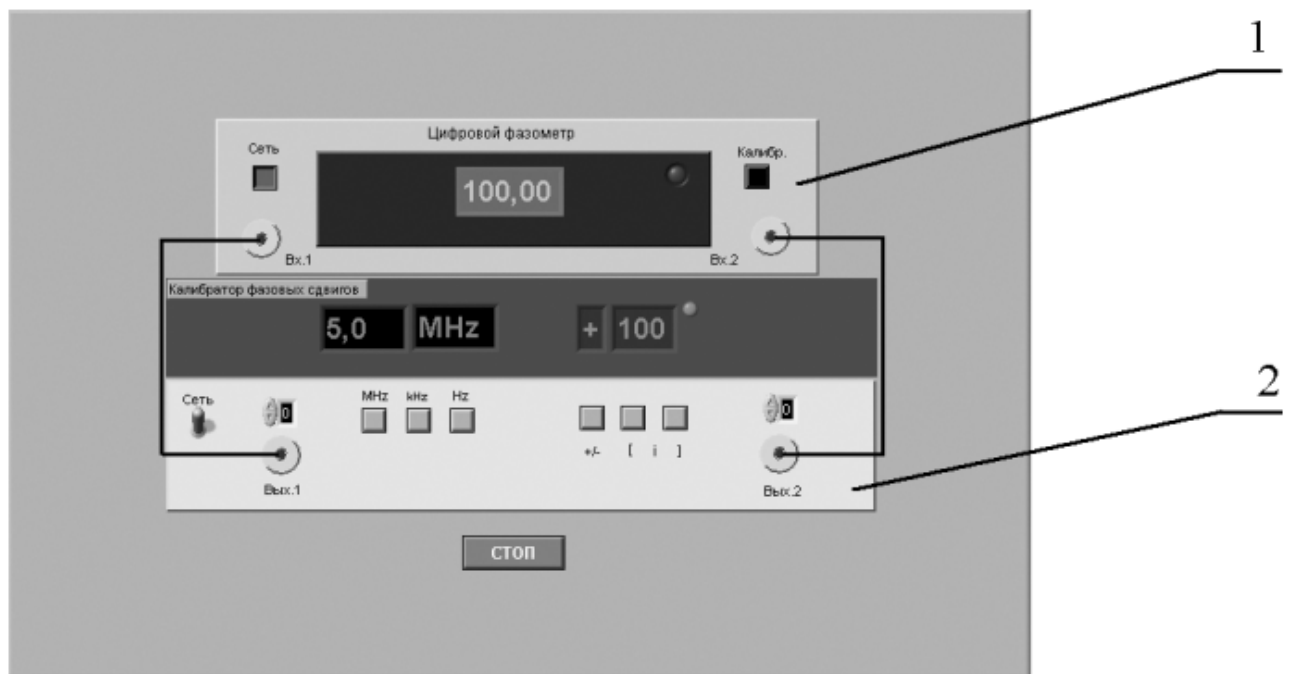 1
Цифровой фазометр
Сеть
Калибр.
100,00
Вх.1
Вх.2
Калибратор фазовых сдвигов
5,0 MHz + 100
2
Сеть
0
MHz kHz Hz
0
+/- [ i ]
Вых.1
Вых.2
СТОП